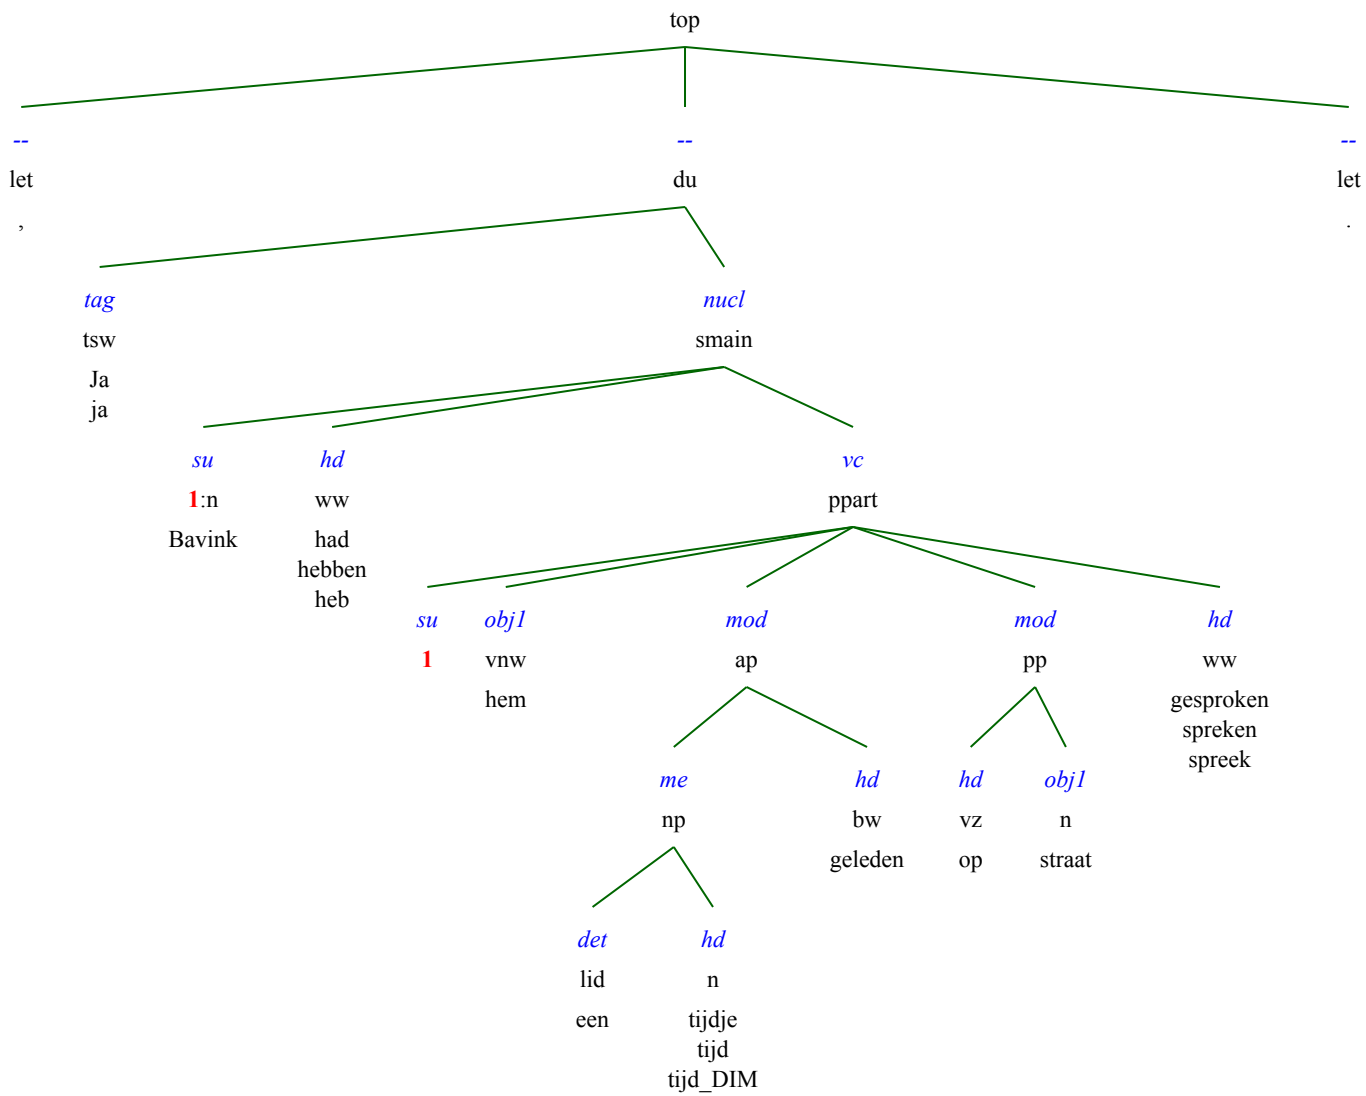 top
-- -- --
let du let
, .
tag nucl
tsw smain
Ja
ja
su hd vc
1:n ww ppart
Bavink had
hebben
heb
su obj1 mod mod hd
1 vnw ap pp ww
hem gesproken
spreken
spreek
me hd hd obj1
np bw vz n
geleden op straat
det hd
lid n
een tijdje
tijd
tijd_DIM